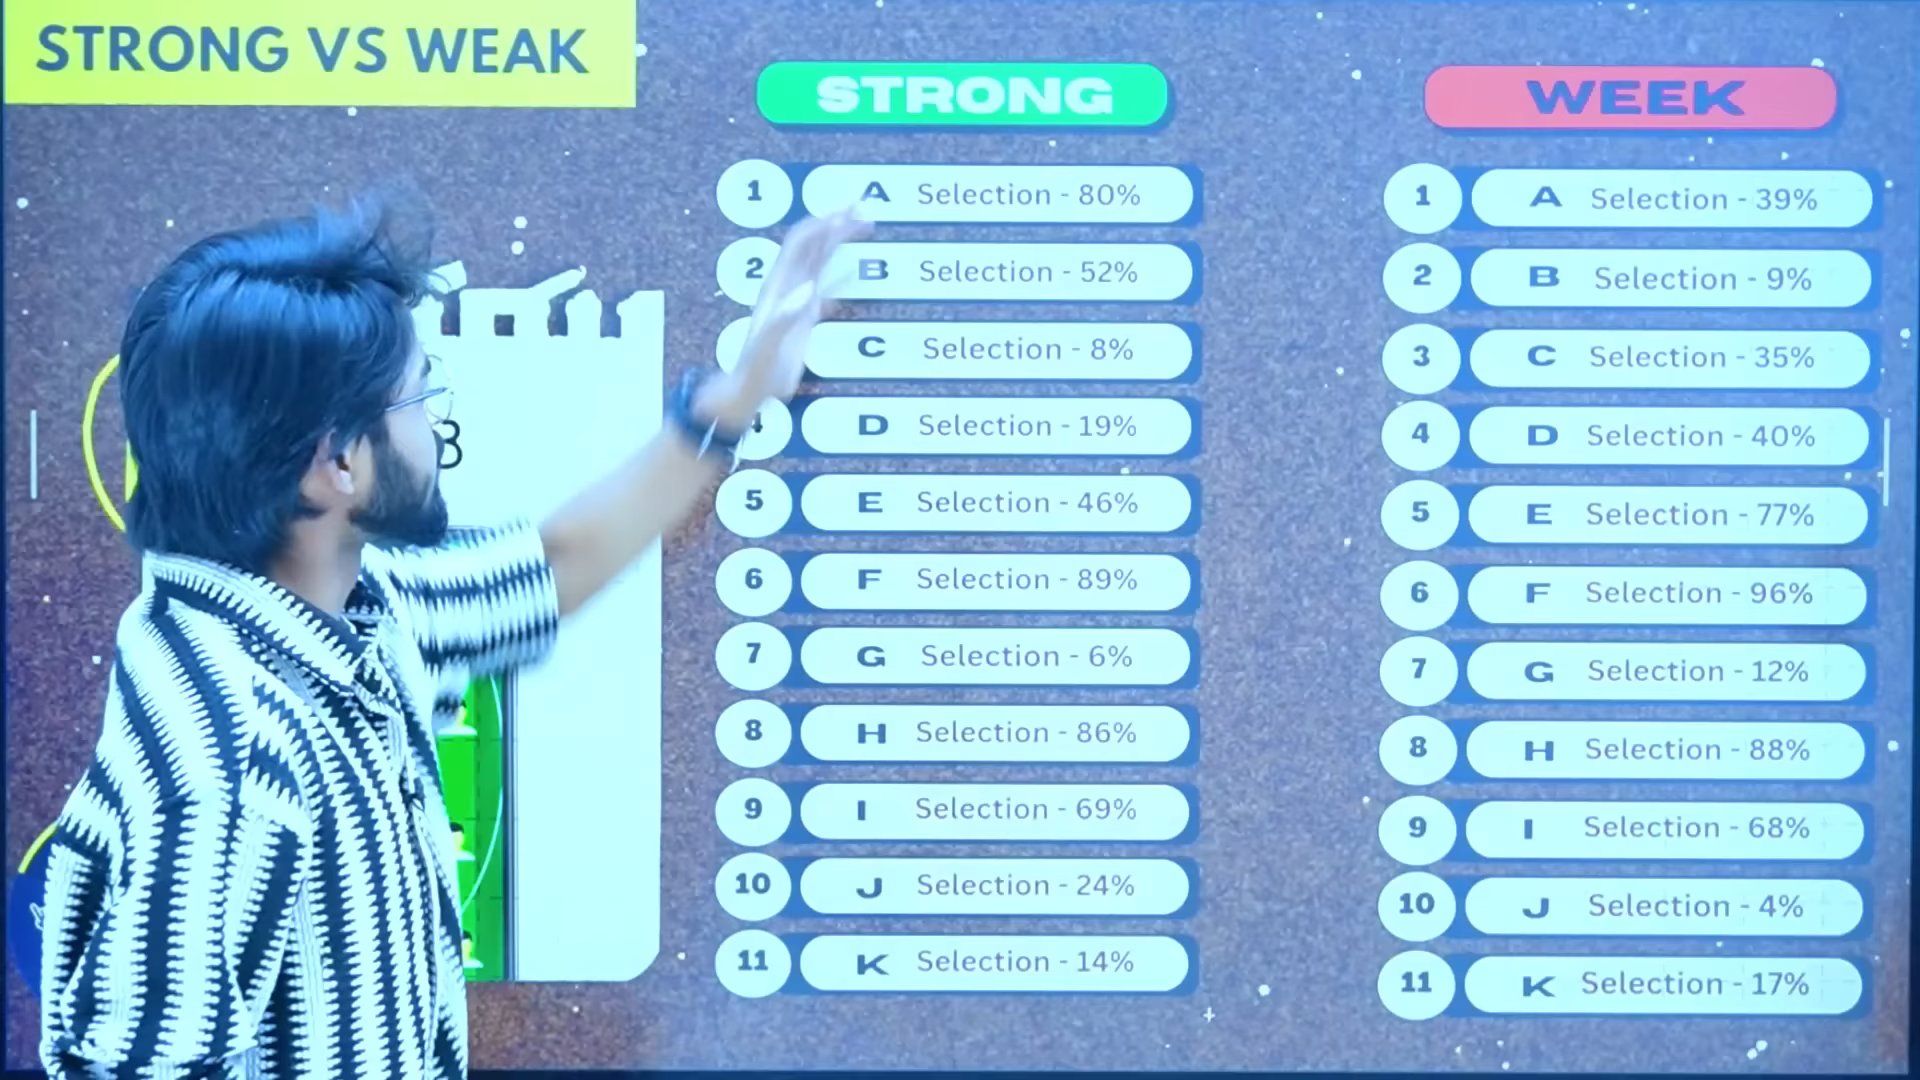 STRONG VS WEAK
STRONG
1 A Selection - 80%
2 B Selection - 52%
C Selection - 8%
4 D Selection - 19%
5 E Selection - 46%
6 F Selection - 89%
7 G Selection - 6%
8 H Selection - 86%
9 I Selection - 69%
10 J Selection - 24%
11 K Selection - 14%
WEEK
1 A Selection - 39%
2 B Selection - 9%
3 C Selection - 35%
4 D Selection - 40%
5 E Selection - 77%
6 F Selection - 96%
7 G Selection - 12%
8 H Selection - 88%
9 I Selection - 68%
10 J Selection - 4%
11 K Selection - 17%